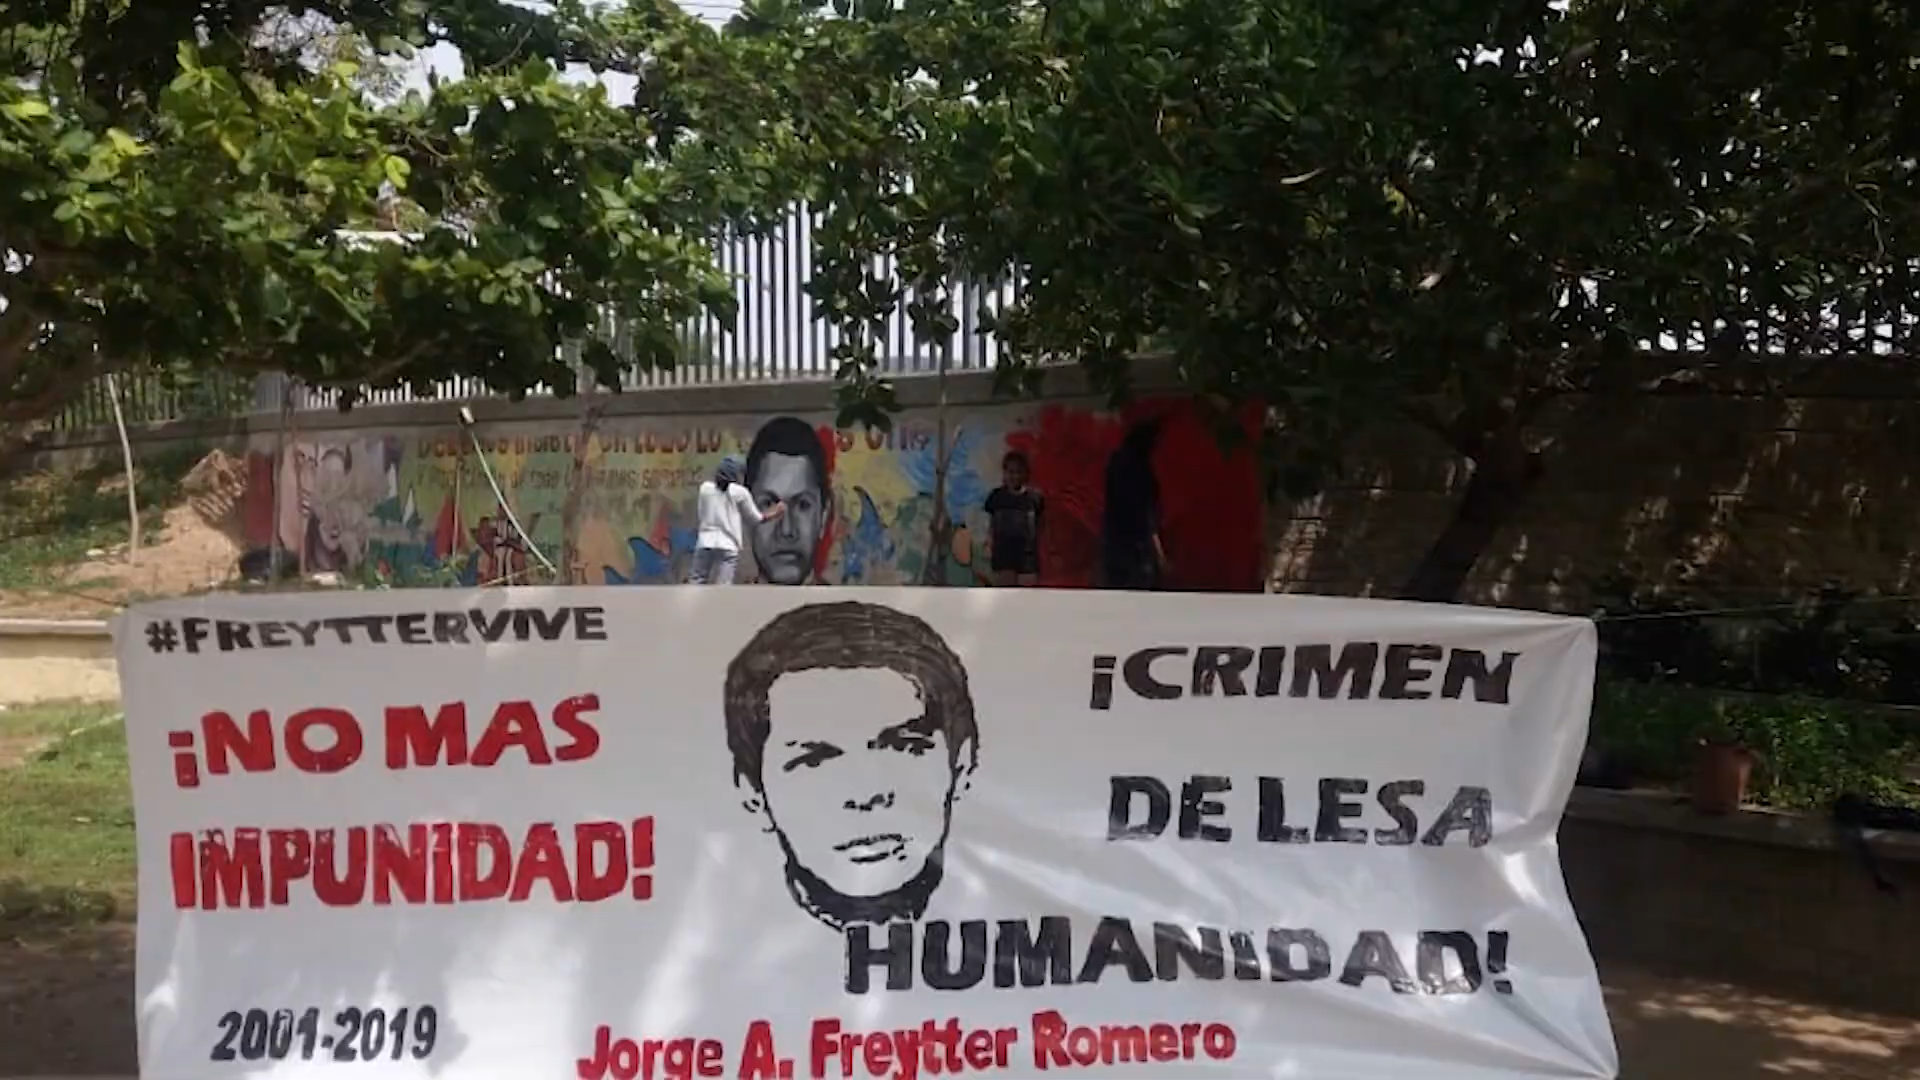 #FREYTTERVIVE
¡NO MAS
IMPUNIDAD!
2001-2019
¡CRIMEN
DE LESA
HUMANIDAD!
Jorge A. Freytter Romero